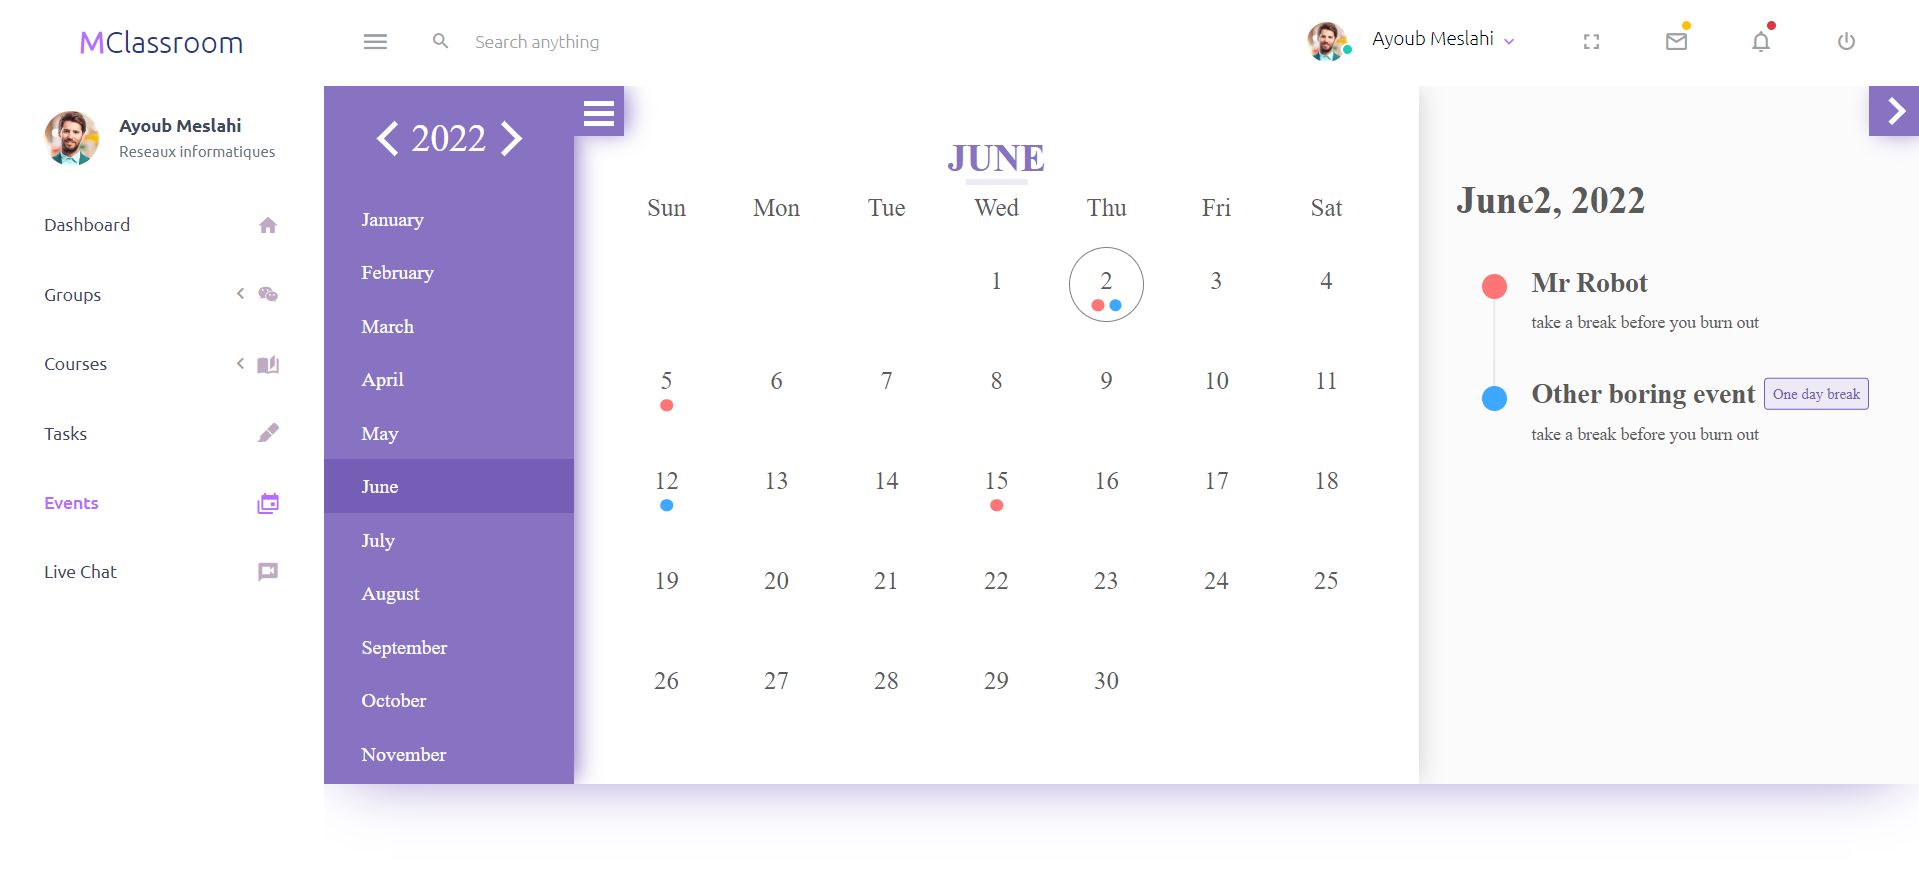 MClassroom
Search anything
Ayoub Meslahi
Ayoub Meslahi
Reseaux informatiques
Dashboard
Groups
Courses
Tasks
Events
Live Chat
2022
January
February
March
April
May
June
July
August
September
October
November
JUNE
Sun Mon Tue Wed Thu Fri Sat
1 2 3 4
5 6 7 8 9 10 11
12 13 14 15 16 17 18
19 20 21 22 23 24 25
26 27 28 29 30
June2, 2022
Mr Robot
take a break before you burn out
Other boring event One day break
take a break before you burn out